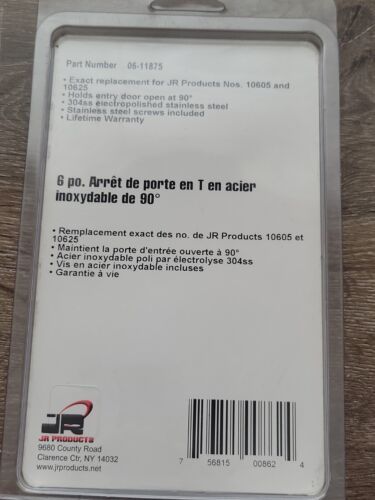 Part Number 06-11875
• Exact replacement for JR Products Nos. 10605 and
10625
• Holds entry door open at 90°
• 304ss electropolished stainless steel
• Stainless steel screws included
• Lifetime Warranty
6 po. Arrêt de porte en T en acier
inoxydable de 90°
• Remplacement exact des no. de JR Products 10605 et
10625
• Maintient la porte d'entrée ouverte à 90°
• Acier inoxydable poli par électrolyse 304ss
• Vis en acier inoxydable incluses
• Garantie à vie
JR
JR PRODUCTS
9680 County Road
Clarence Ctr, NY 14032
www.jrproducts.net
7 56815 00862 4